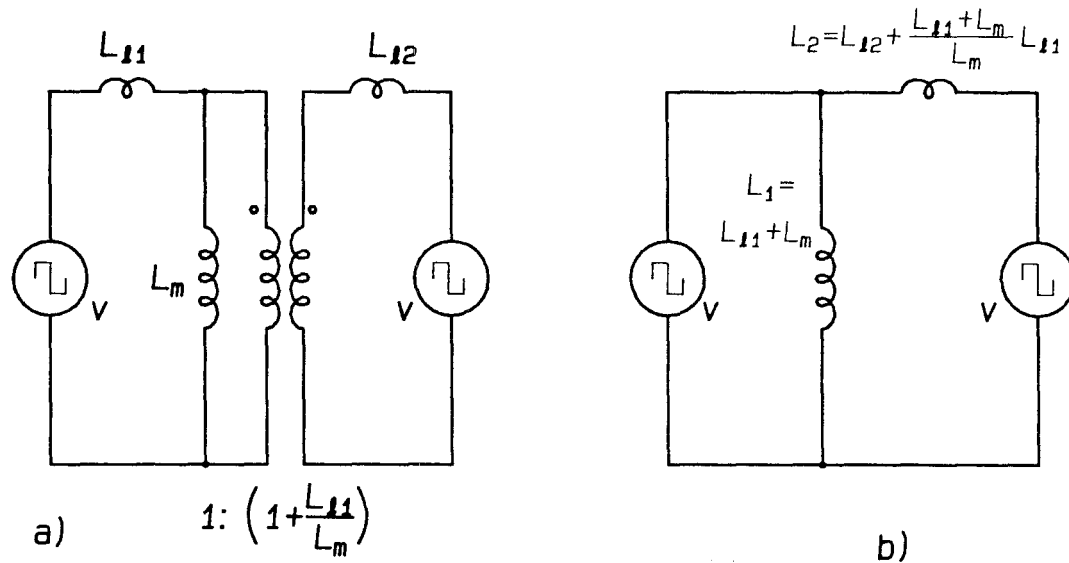 L_ℓ1
L_ℓ2
L_m
V
V
1: (1+L_ℓ1/L_m)
a)
L_2=L_ℓ2+(L_ℓ1+L_m)/L_m L_ℓ1
L_1=
L_ℓ1+L_m
V
V
b)